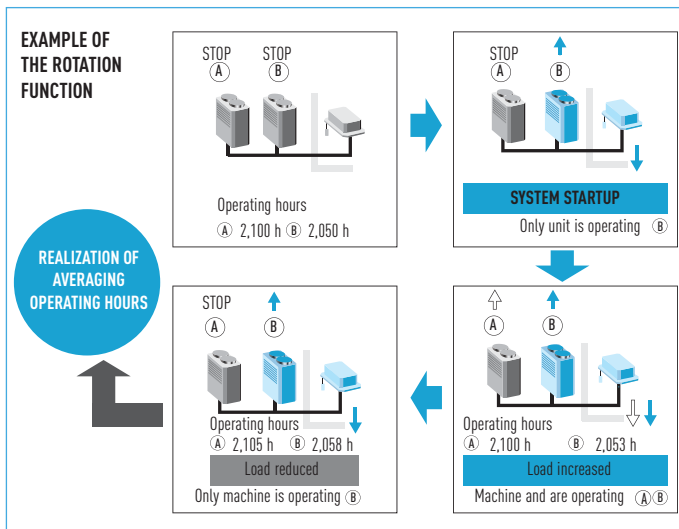 EXAMPLE OF
THE ROTATION
FUNCTION
STOP STOP
A B
Operating hours
A 2,100 h B 2,050 h
STOP
A B
SYSTEM STARTUP
Only unit is operating B
A B
Operating hours
A 2,100 h B 2,053 h
Load increased
Machine and are operating A B
STOP
A B
Operating hours
A 2,105 h B 2,058 h
Load reduced
Only machine is operating B
REALIZATION OF
AVERAGING
OPERATING HOURS